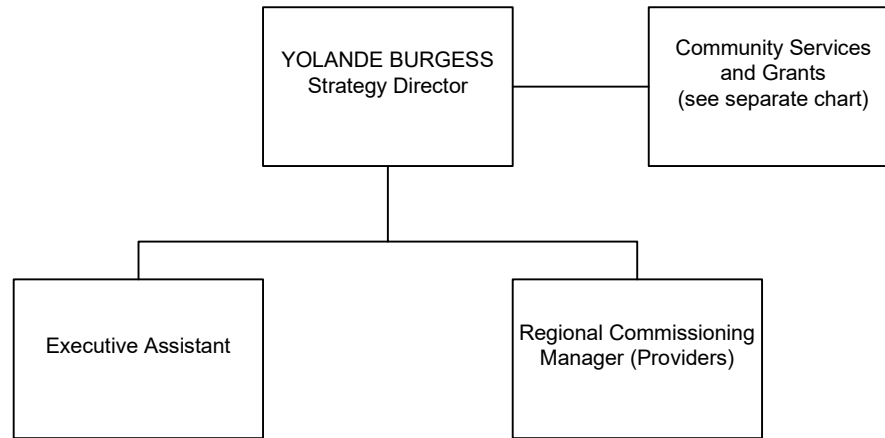 YOLANDE BURGESS
Strategy Director
Community Services
and Grants
(see separate chart)
Executive Assistant
Regional Commissioning
Manager (Providers)